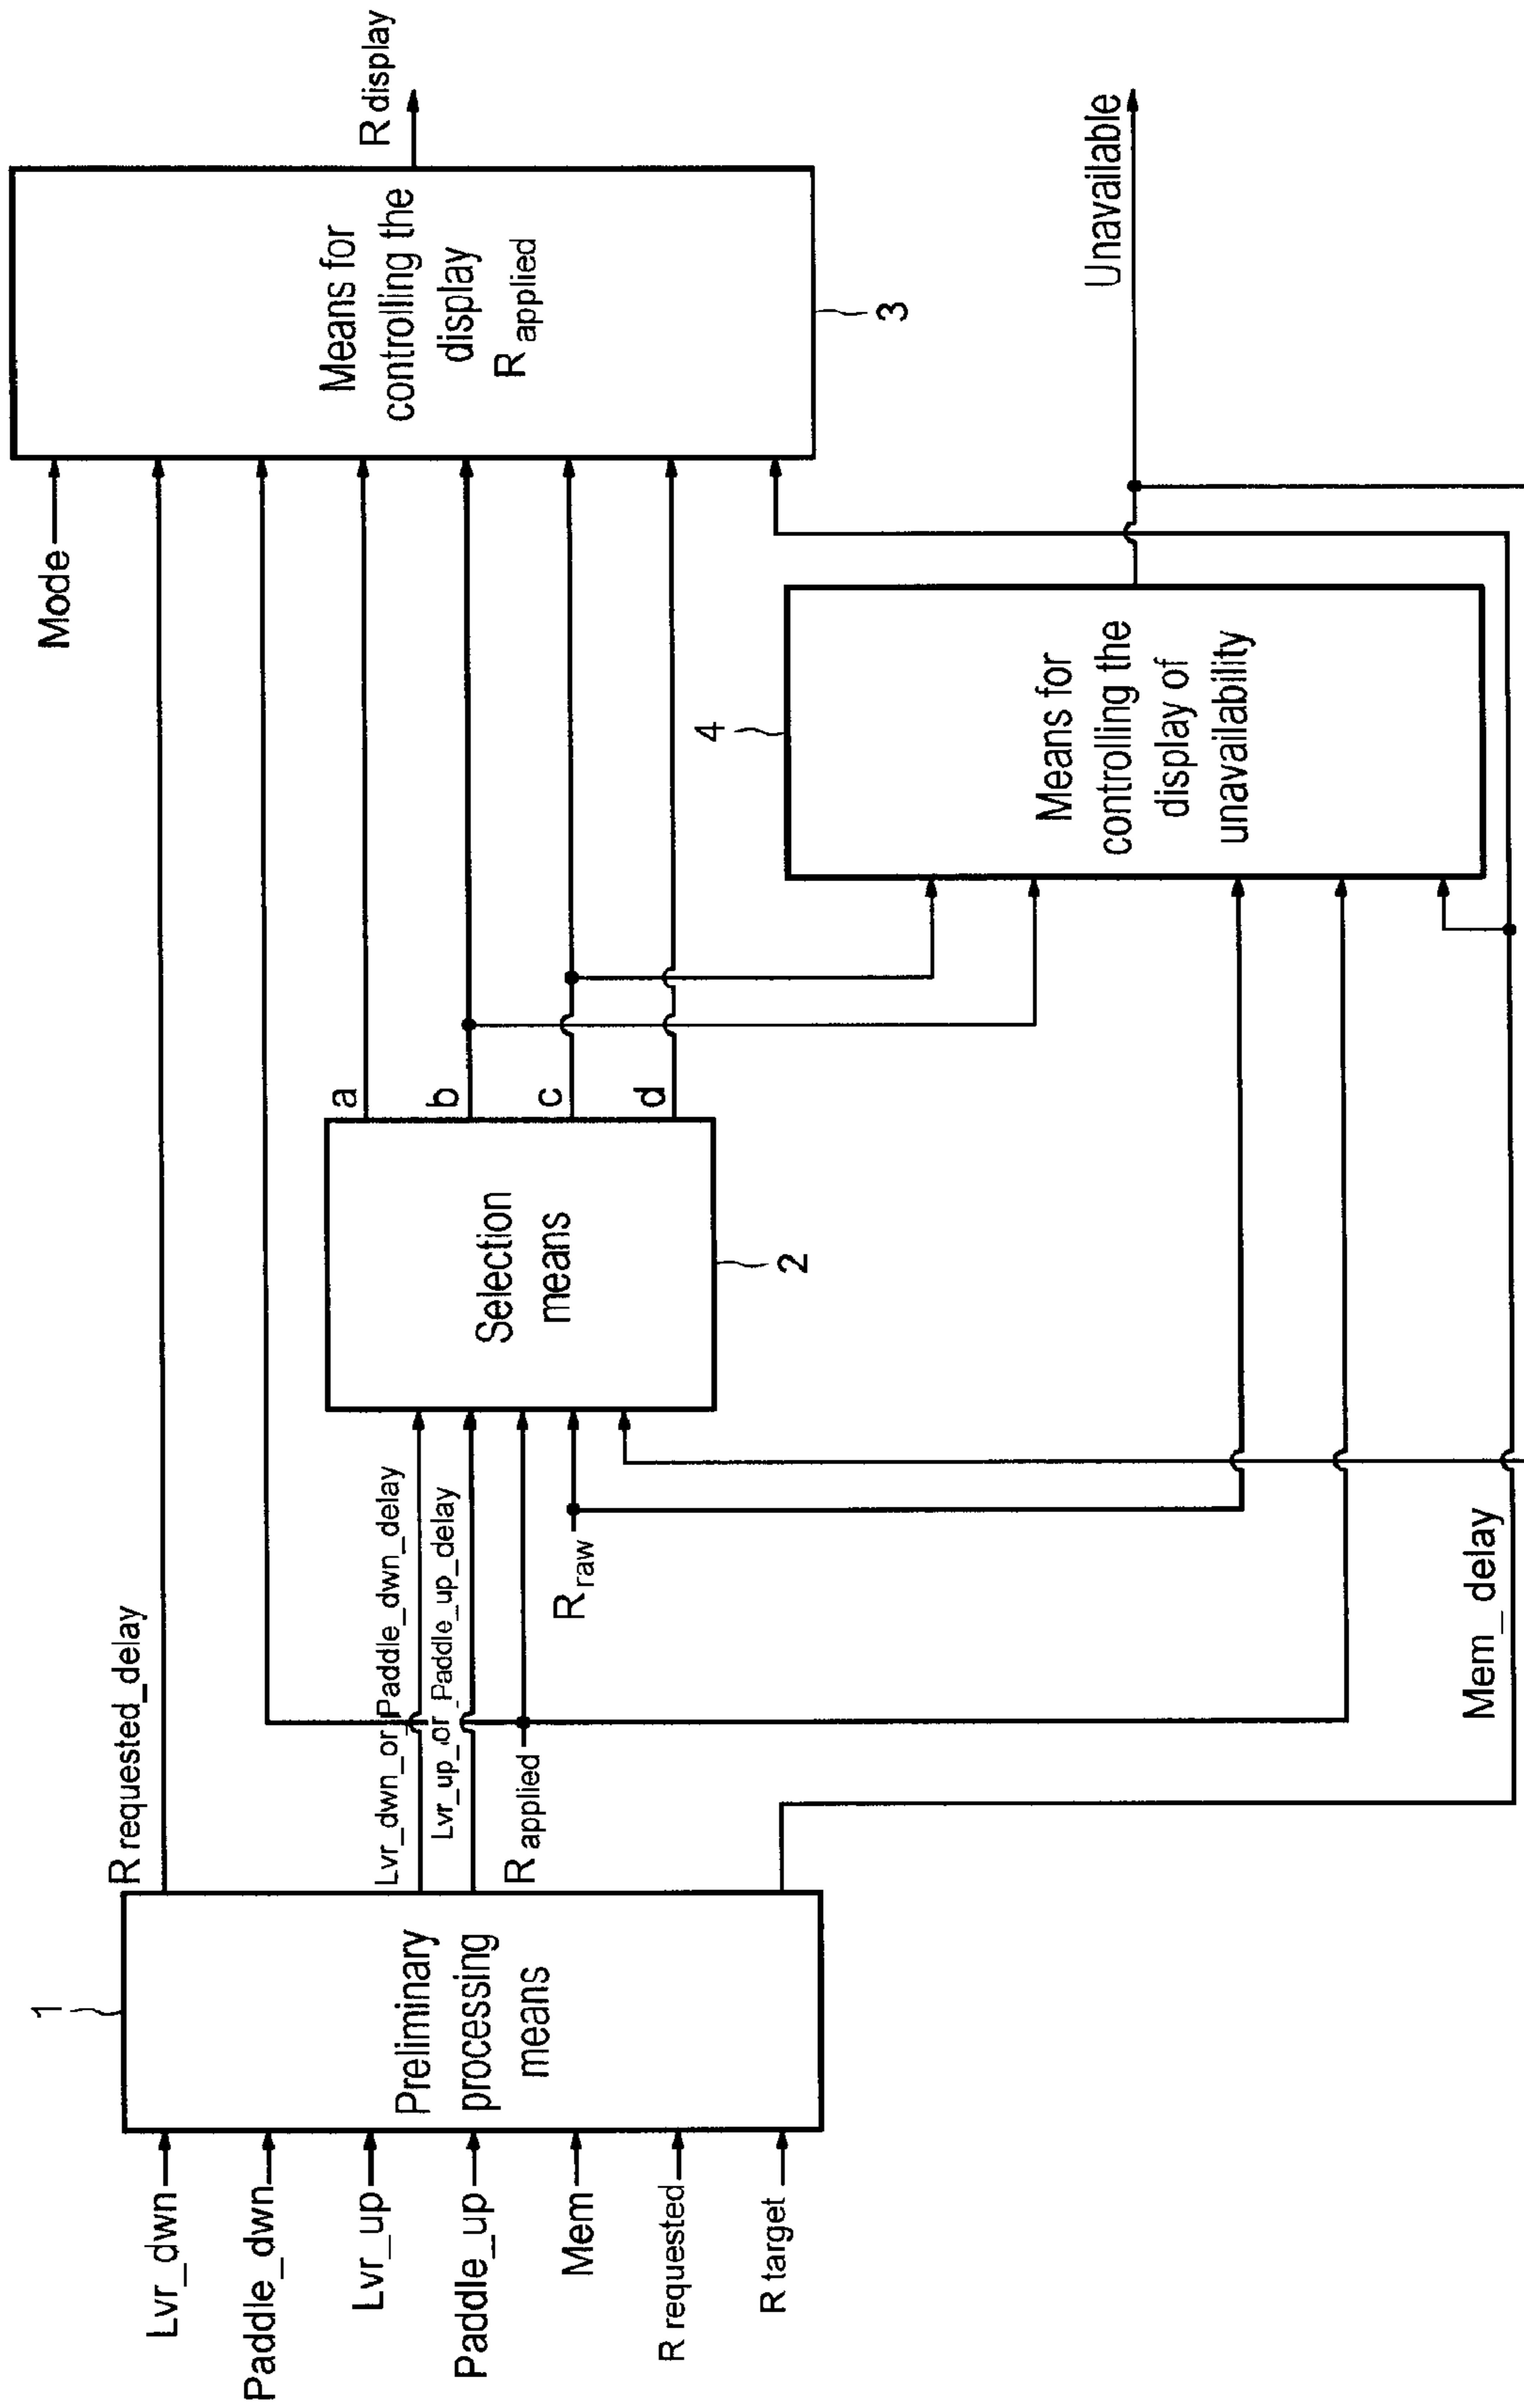 Lvr_dwn
Paddle_dwn
Lvr_up
Paddle_up
Mem
R requested
R target
1
Preliminary
processing
means
R requested_delay
Lvr_dwn_or_Paddle_dwn_delay
Lvr_up_or_Paddle_up_delay
R applied
R raw
Mem_delay
Selection
means
2
a
b
c
d
Mode
Means for
controlling the
display
R applied
3
R display
4
Means for
controlling the
display of
unavailability
Unavailable